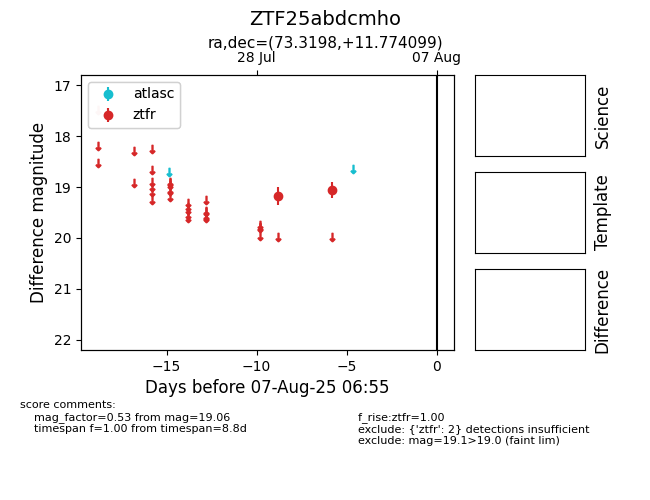 ZTF25abdcmho
ra,dec=(73.3198,+11.774099)
28 Jul
07 Aug
atlasc
ztfr
17
18
19
20
21
22
Difference magnitude
−15
−10
−5
0
Days before 07-Aug-25 06:55
Science
Template
Difference
score comments:
mag_factor=0.53 from mag=19.06
timespan f=1.00 from timespan=8.8d
f_rise:ztfr=1.00
exclude: {'ztfr': 2} detections insufficient
exclude: mag=19.1>19.0 (faint lim)